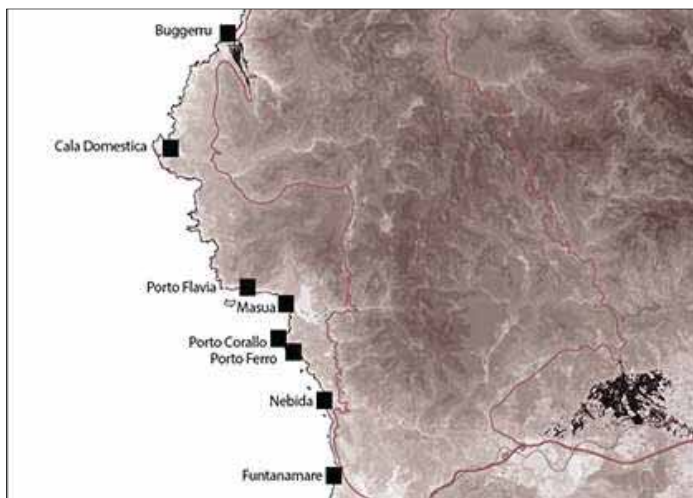 Buggerru
Cala Domestica
Porto Flavia
Masua
Porto Corallo
Porto Ferro
Nebida
Funtanamare